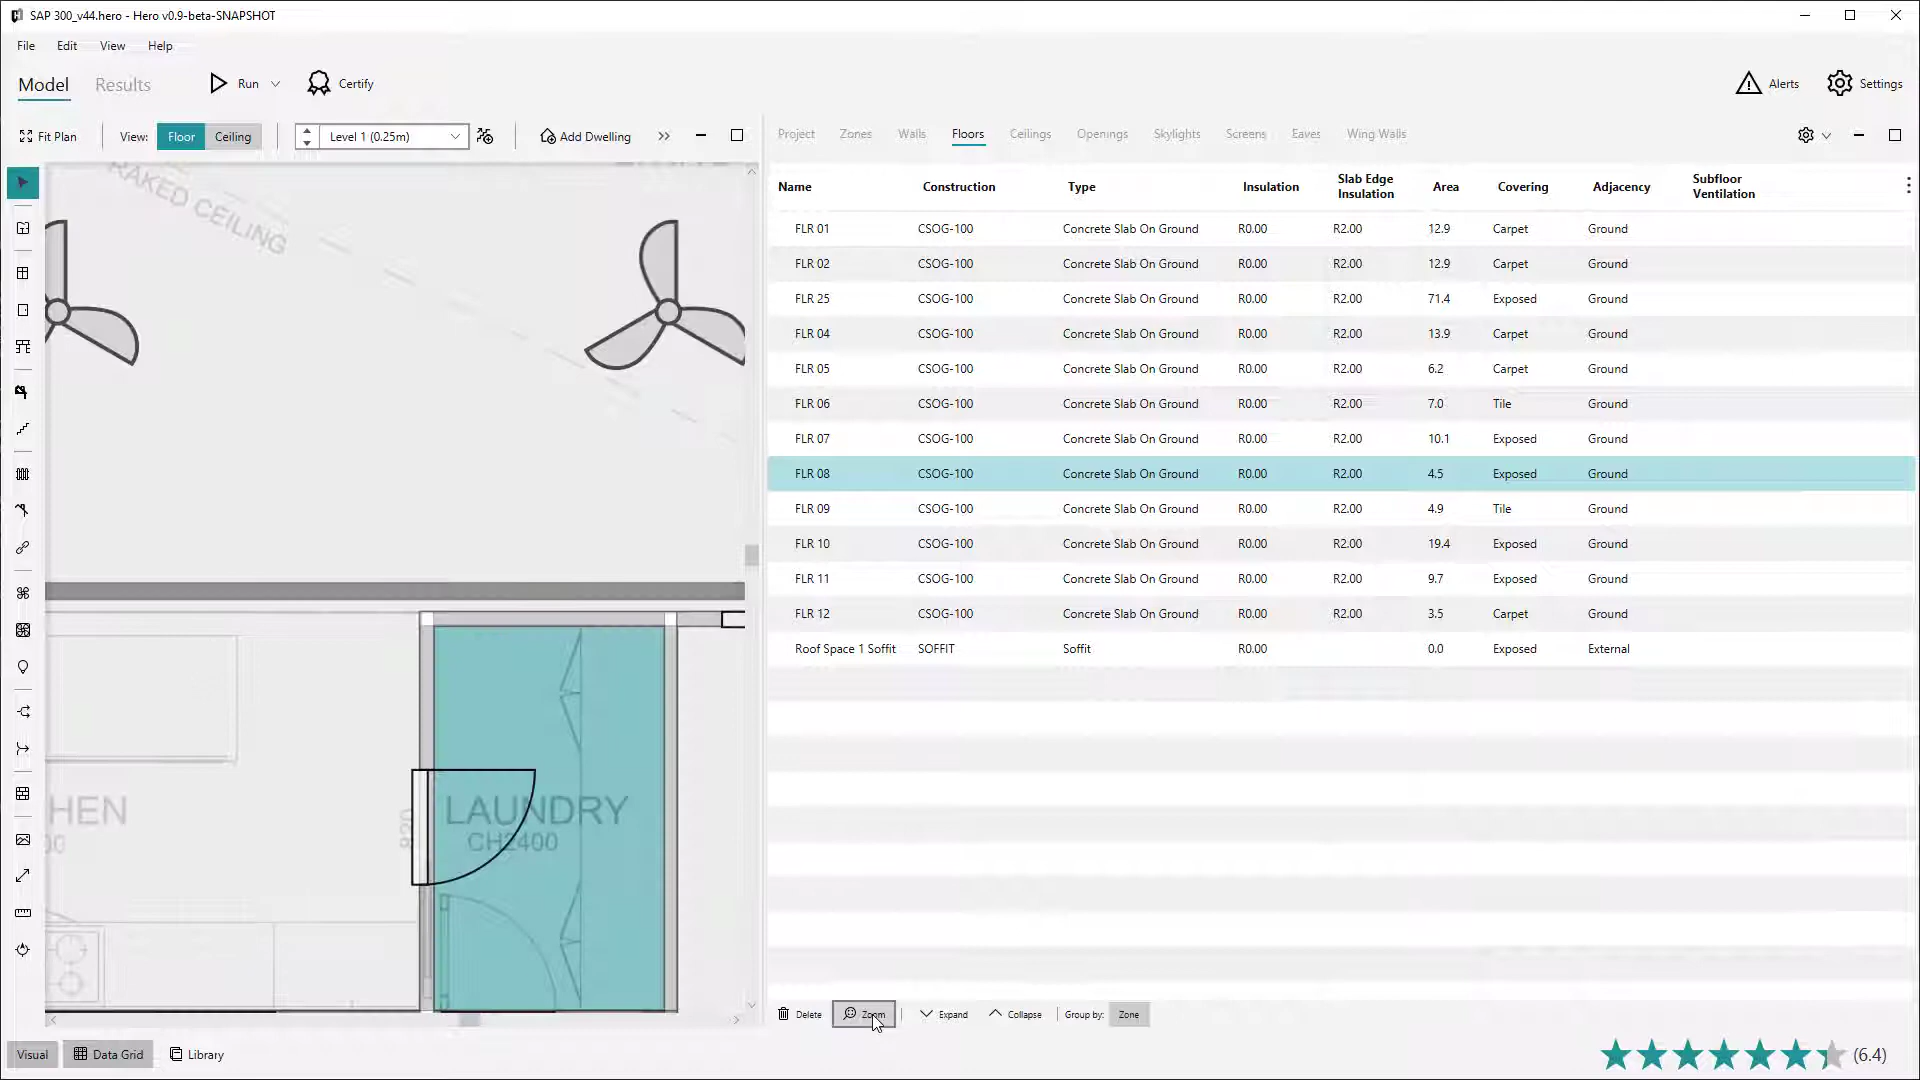 SAP 300_v44.hero - Hero v0.9-beta-SNAPSHOT
File Edit View Help
Model Results Run Certify Alerts Settings
Fit Plan View: Floor Ceiling Level 1 (0.25m) Add Dwelling
Project Zones Walls Floors Ceilings Openings Skylights Screens Eaves Wing Walls
RAKED CEILING
HEN
00
820
LAUNDRY
CH2400
Name Construction Type Insulation Slab Edge Insulation Area Covering Adjacency Subfloor Ventilation
FLR 01 CSOG-100 Concrete Slab On Ground R0.00 R2.00 12.9 Carpet Ground
FLR 02 CSOG-100 Concrete Slab On Ground R0.00 R2.00 12.9 Carpet Ground
FLR 25 CSOG-100 Concrete Slab On Ground R0.00 R2.00 71.4 Exposed Ground
FLR 04 CSOG-100 Concrete Slab On Ground R0.00 R2.00 13.9 Carpet Ground
FLR 05 CSOG-100 Concrete Slab On Ground R0.00 R2.00 6.2 Carpet Ground
FLR 06 CSOG-100 Concrete Slab On Ground R0.00 R2.00 7.0 Tile Ground
FLR 07 CSOG-100 Concrete Slab On Ground R0.00 R2.00 10.1 Exposed Ground
FLR 08 CSOG-100 Concrete Slab On Ground R0.00 R2.00 4.5 Exposed Ground
FLR 09 CSOG-100 Concrete Slab On Ground R0.00 R2.00 4.9 Tile Ground
FLR 10 CSOG-100 Concrete Slab On Ground R0.00 R2.00 19.4 Exposed Ground
FLR 11 CSOG-100 Concrete Slab On Ground R0.00 R2.00 9.7 Exposed Ground
FLR 12 CSOG-100 Concrete Slab On Ground R0.00 R2.00 3.5 Carpet Ground
Roof Space 1 Soffit SOFFIT Soffit R0.00 0.0 Exposed External
Delete Zoom Expand Collapse Group by: Zone
Visual Data Grid Library (6.4)